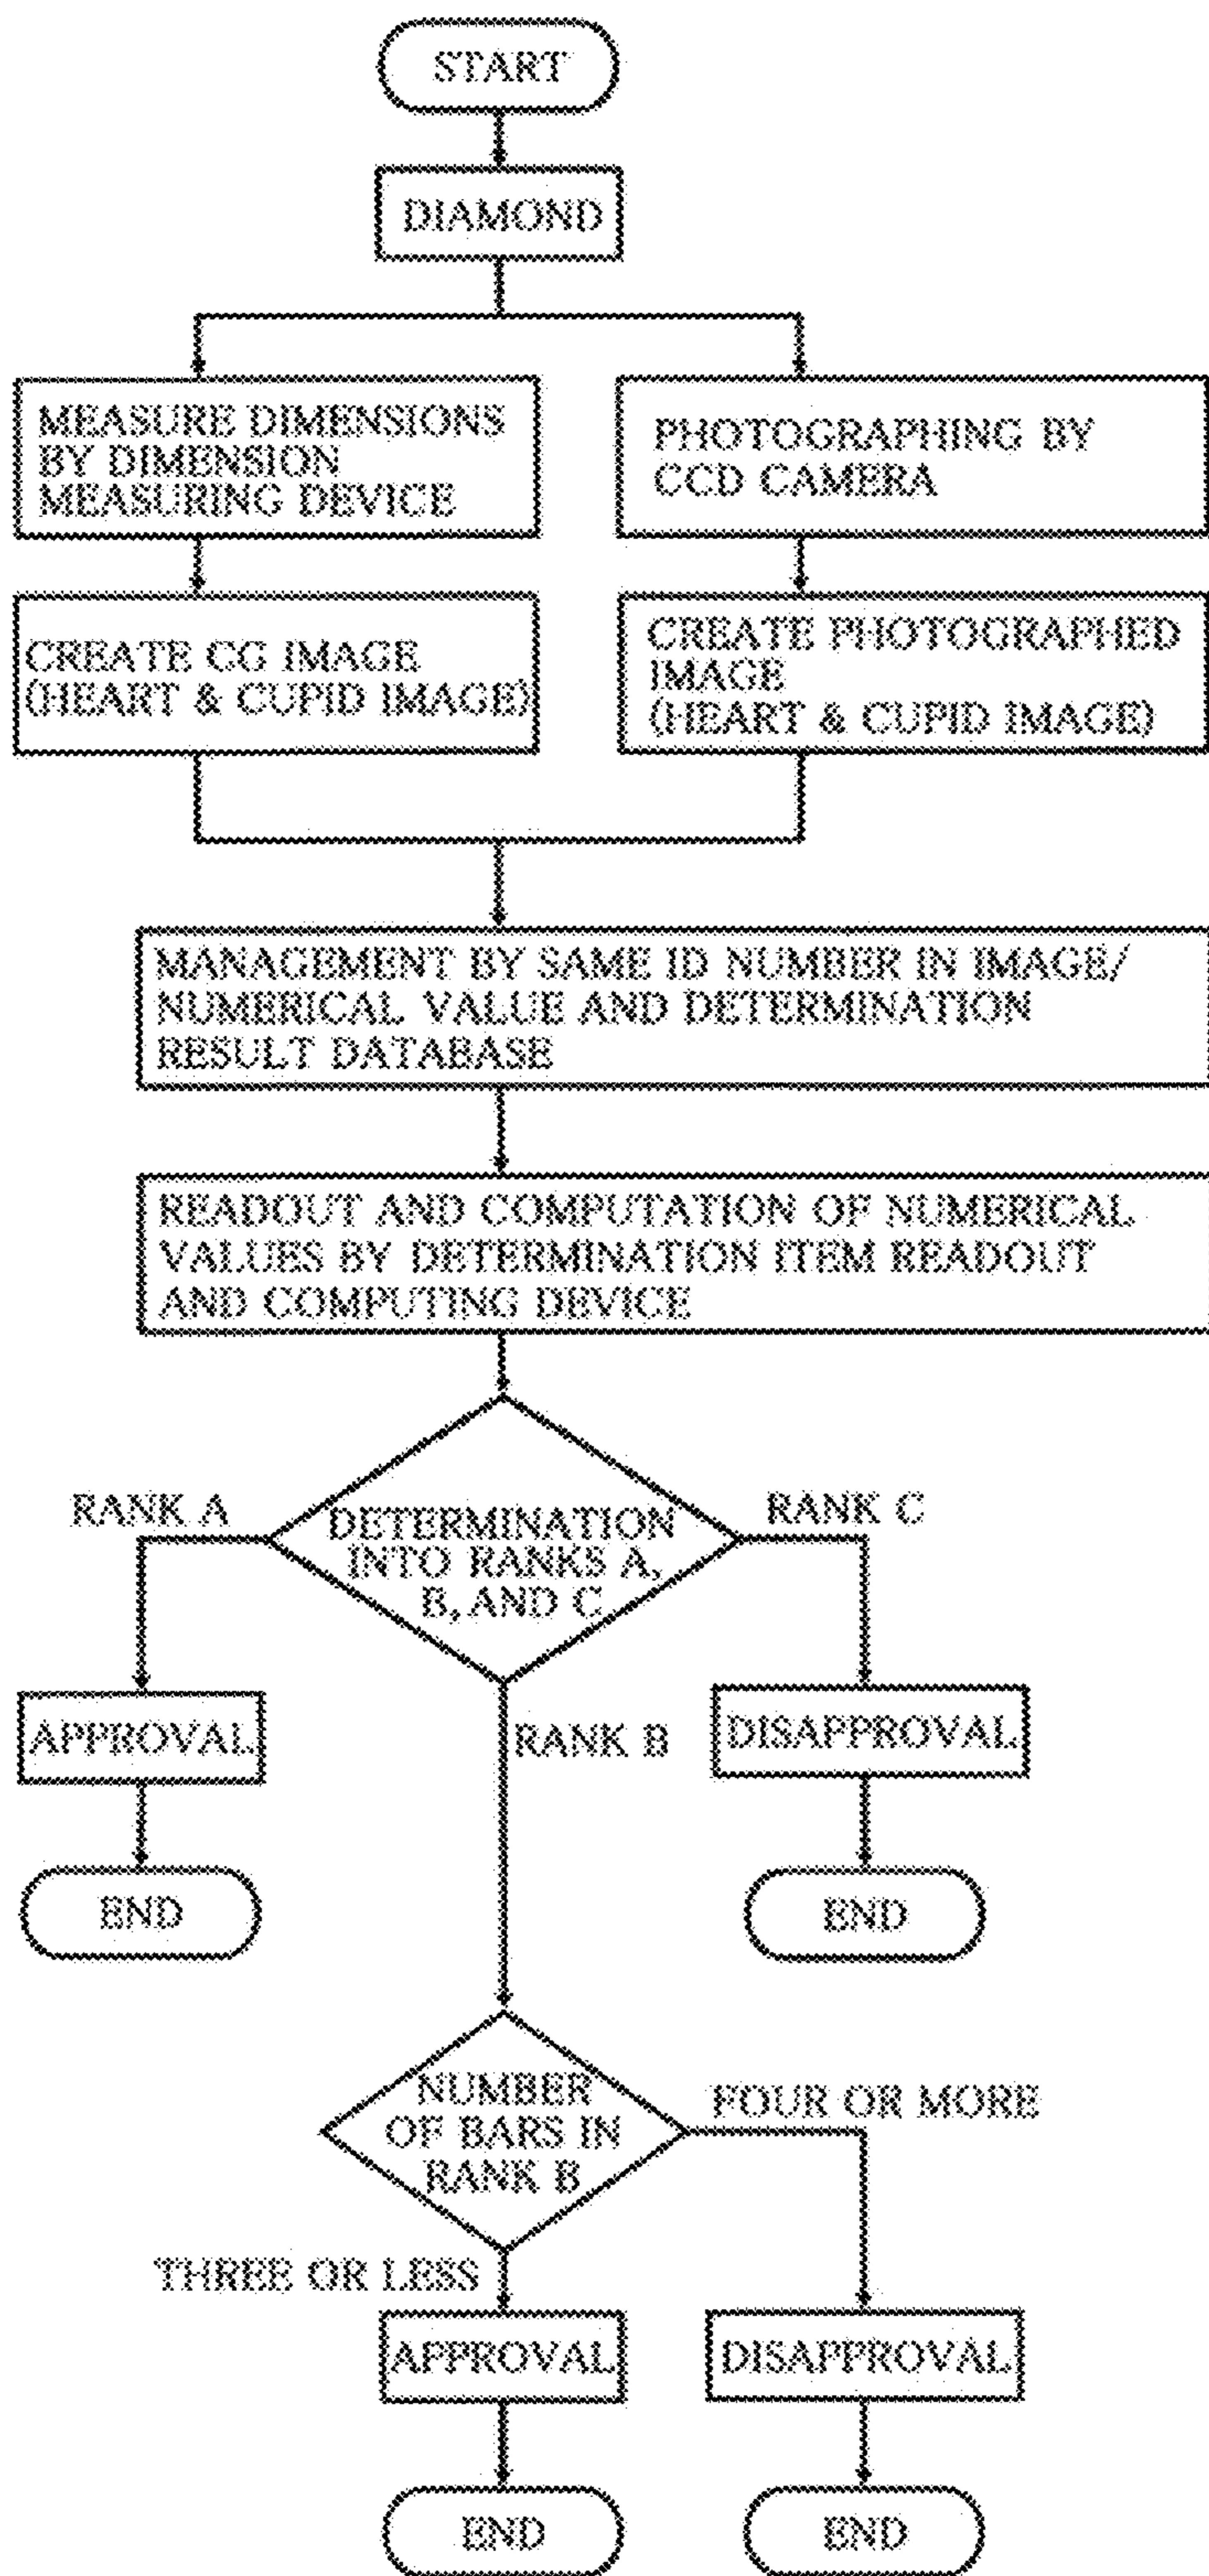 START
DIAMOND
MEASURE DIMENSIONS
BY DIMENSION
MEASURING DEVICE
PHOTOGRAPHING BY
CCD CAMERA
CREATE CG IMAGE
(HEART & CUPID IMAGE)
CREATE PHOTOGRAPHED
IMAGE
(HEART & CUPID IMAGE)
MANAGEMENT BY SAME ID NUMBER IN IMAGE/
NUMERICAL VALUE AND DETERMINATION
RESULT DATABASE
READOUT AND COMPUTATION OF NUMERICAL
VALUES BY DETERMINATION ITEM READOUT
AND COMPUTING DEVICE
RANK A
DETERMINATION
INTO RANKS A,
B, AND C
RANK C
APPROVAL
RANK B
DISAPPROVAL
END
END
NUMBER
OF BARS IN
RANK B
FOUR OR MORE
THREE OR LESS
APPROVAL
DISAPPROVAL
END
END